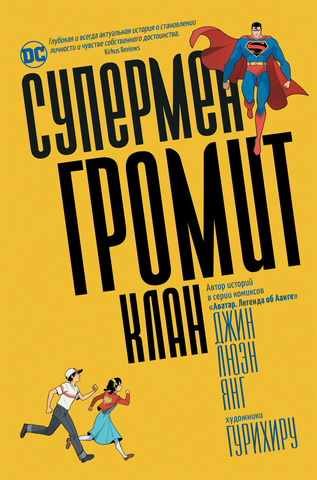 DC
Глубокая и всегда актуальная история о становлении
личности и чувстве собственного достоинства.
Kirkus Reviews
СУПЕРМЕН
ГРОМИТ
КЛАН
Автор историй
в серии комиксов
«Аватар. Легенда об Аанге»
ДЖИН
ЛЮЭН
ЯНГ
художники
ГУРИХИРУ